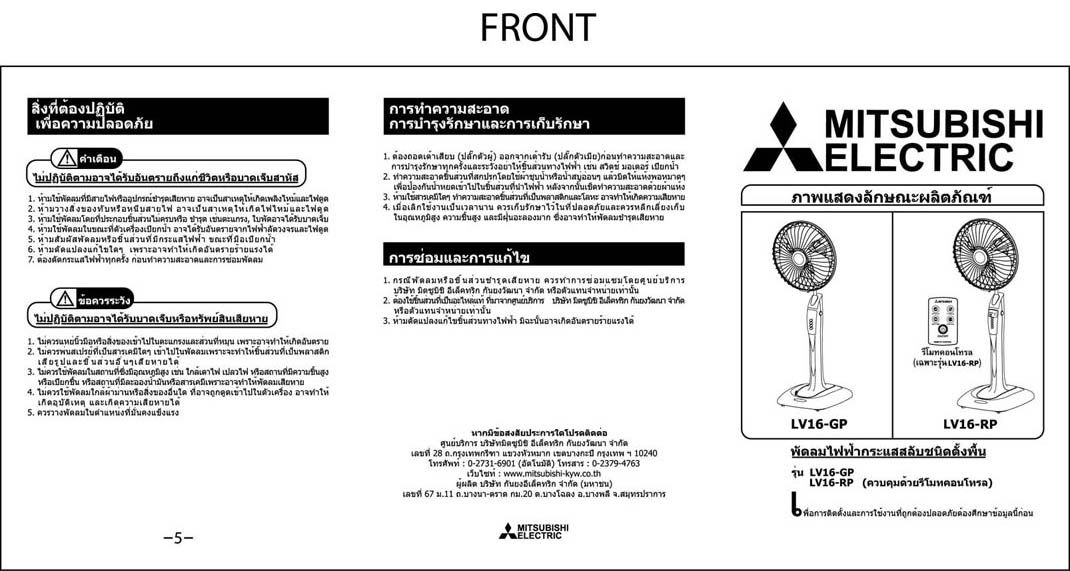 FRONT
สิ่งที่ต้องปฏิบัติ
เพื่อความปลอดภัย
คำเตือน
ไม่ปฏิบัติตามอาจได้รับอันตรายถึงแก่ชีวิตหรือบาดเจ็บสาหัส
1. ห้ามใช้พัดลมที่มีสายไฟหรืออุปกรณ์ชำรุดเสียหาย อาจเป็นสาเหตุให้เกิดเพลิงไหม้และไฟดูด
2. ห้ามวางสิ่งของทับหรือหนีบสายไฟ อาจเป็นสาเหตุให้เกิดไฟไหม้และไฟดูด
3. ห้ามใช้พัดลมโดยที่ประกอบชิ้นส่วนไม่ครบหรือ ชำรุด เช่นตะแกรง, ใบพัดอาจได้รับบาดเจ็บ
4. ห้ามใช้พัดลมในขณะที่ตัวเครื่องเปียกน้ำ อาจได้รับอันตรายจากไฟฟ้าลัดวงจรและไฟดูด
5. ห้ามสัมผัสพัดลมหรือชิ้นส่วนที่มีกระแสไฟฟ้า ขณะที่มือเปียกน้ำ
6. ห้ามดัดแปลงแก้ไขใดๆ เพราะอาจทำให้เกิดอันตรายร้ายแรงได้
7. ต้องตัดกระแสไฟฟ้าทุกครั้ง ก่อนทำความสะอาดและการซ่อมพัดลม
ข้อควรระวัง
ไม่ปฏิบัติตามอาจได้รับบาดเจ็บหรือทรัพย์สินเสียหาย
1. ไม่ควรแหย่นิ้วมือหรือสิ่งของเข้าไปในตะแกรงและส่วนที่หมุน เพราะอาจทำให้เกิดอันตราย
2. ไม่ควรพ่นสเปรย์ที่เป็นสารเคมีใดๆ เข้าไปในพัดลมเพราะจะทำให้ชิ้นส่วนที่เป็นพลาสติก
เสียรูปและชิ้นส่วนอื่นๆเสียหายได้
3. ไม่ควรใช้พัดลมในสถานที่ซึ่งมีอุณหภูมิสูง เช่น ใกล้เตาไฟ เปลวไฟ หรือสถานที่มีความชื้นสูง
หรือเปียกชื้น หรือสถานที่มีละอองน้ำมันหรือสารเคมีเพราะอาจทำให้พัดลมเสียหาย
4. ไม่ควรใช้พัดลมใกล้ผ้าม่านหรือสิ่งของอื่นใด ที่อาจถูกดูดเข้าไปในตัวเครื่อง อาจทำให้
เกิดอุบัติเหตุ และเกิดความเสียหายได้
5. ควรวางพัดลมในตำแหน่งที่มั่นคงแข็งแรง
–5–
การทำความสะอาด
การบำรุงรักษาและการเก็บรักษา
1. ต้องถอดเต้าเสียบ (ปลั๊กตัวผู้) ออกจากเต้ารับ (ปลั๊กตัวเมีย)ก่อนทำความสะอาดและ
การบำรุงรักษาทุกครั้งและระวังอย่าให้ชิ้นส่วนทางไฟฟ้า เช่น สวิตช์ มอเตอร์ เปียกน้ำ
2. ทำความสะอาดชิ้นส่วนที่สกปรกโดยใช้ผ้าชุบน้ำหรือน้ำสบู่อ่อนๆ แล้วบิดให้แห้งพอหมาดๆ
เพื่อป้องกันน้ำหยดเข้าไปในชิ้นส่วนที่นำไฟฟ้า หลังจากนั้นเช็ดทำความสะอาดด้วยผ้าแห้ง
3. ห้ามใช้สารเคมีใดๆ ทำความสะอาดชิ้นส่วนที่เป็นพลาสติกและโลหะ อาจทำให้เกิดความเสียหาย
4. เมื่อเลิกใช้งานเป็นเวลานาน ควรเก็บรักษาไว้ในที่ปลอดภัยและควรหลีกเลี่ยงเก็บ
ในอุณหภูมิสูง ความชื้นสูง และมีฝุ่นละอองมาก ซึ่งอาจทำให้พัดลมชำรุดเสียหาย
การซ่อมและการแก้ไข
1. กรณีพัดลมหรือชิ้นส่วนชำรุดเสียหาย ควรทำการซ่อมแซมโดยศูนย์บริการ
บริษัท มิตซูบิชิ อีเล็คทริก กันยงวัฒนา จำกัด หรือตัวแทนจำหน่ายเท่านั้น
2. ต้องใช้ชิ้นส่วนที่เป็นอะไหล่แท้ ที่มาจากศูนย์บริการ บริษัท มิตซูบิชิ อีเล็คทริก กันยงวัฒนา จำกัด
หรือตัวแทนจำหน่ายเท่านั้น
3. ห้ามดัดแปลงแก้ไขชิ้นส่วนทางไฟฟ้า มิฉะนั้นอาจเกิดอันตรายร้ายแรงได้
หากมีข้อสงสัยประการใดโปรดติดต่อ
ศูนย์บริการ บริษัทมิตซูบิชิ อีเล็คทริก กันยงวัฒนา จำกัด
เลขที่ 28 ถ.กรุงเทพกรีฑา แขวงหัวหมาก เขตบางกะปิ กรุงเทพ ฯ 10240
โทรศัพท์ : 0-2731-6901 (อัตโนมัติ) โทรสาร : 0-2379-4763
เว็บไซท์ : www.mitsubishi-kyw.co.th
ผู้ผลิต บริษัท กันยงอีเลคทริก จำกัด (มหาชน)
เลขที่ 67 ม.11 ถ.บางนา-ตราด กม.20 ต.บางโฉลง อ.บางพลี จ.สมุทรปราการ
MITSUBISHI
ELECTRIC
MITSUBISHI
ELECTRIC
ภาพแสดงลักษณะผลิตภัณฑ์
รีโมทคอนโทรล
(เฉพาะรุ่นLV16-RP)
LV16-GP
LV16-RP
พัดลมไฟฟ้ากระแสสลับชนิดตั้งพื้น
รุ่น LV16-GP
LV16-RP (ควบคุมด้วยรีโมทคอนโทรล)
เพื่อการติดตั้งและการใช้งานที่ถูกต้องปลอดภัยต้องศึกษาข้อมูลนี้ก่อน